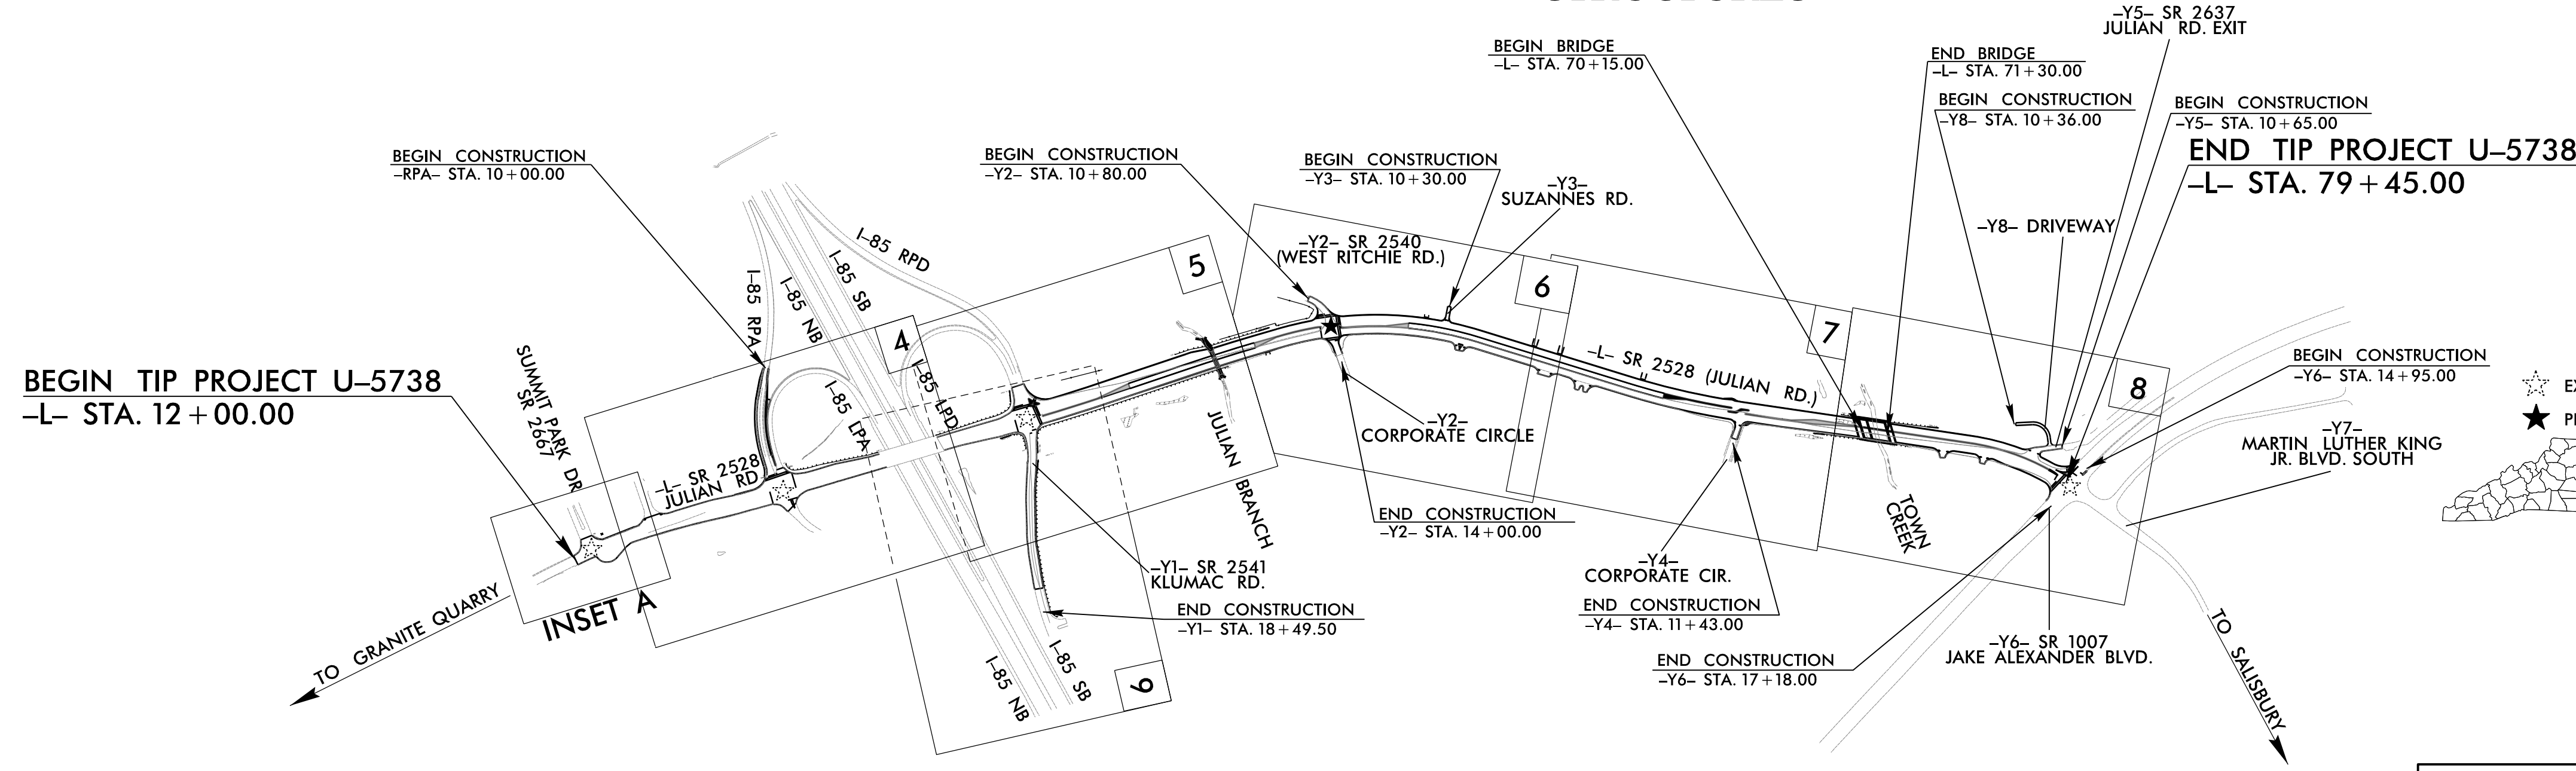 –Y5– SR 2637
JULIAN RD. EXIT
BEGIN BRIDGE
–L– STA. 70+15.00
END BRIDGE
–L– STA. 71+30.00
BEGIN CONSTRUCTION
–Y8– STA. 10+36.00
BEGIN CONSTRUCTION
–Y5– STA. 10+65.00
END TIP PROJECT U–5738
–L– STA. 79+45.00
BEGIN CONSTRUCTION
–RPA– STA. 10+00.00
BEGIN CONSTRUCTION
–Y2– STA. 10+80.00
BEGIN CONSTRUCTION
–Y3– STA. 10+30.00
–Y3–
SUZANNES RD.
–Y8– DRIVEWAY
I–85 RPD
–Y2– SR 2540
(WEST RITCHIE RD.)
I–85 RPA
I–85 NB
I–85 SB
5
6
7
8
4
BEGIN TIP PROJECT U–5738
–L– STA. 12+00.00
SUMMIT PARK DR
SR 2667
I–85 LPA
I–85 LPD
–L– SR 2528 (JULIAN RD.)
BEGIN CONSTRUCTION
–Y6– STA. 14+95.00
–Y7–
MARTIN LUTHER KING
JR. BLVD. SOUTH
–L– SR 2528
JULIAN RD
JULIAN BRANCH
–Y2–
CORPORATE CIRCLE
END CONSTRUCTION
–Y2– STA. 14+00.00
TOWN
CREEK
–Y1– SR 2541
KLUMAC RD.
END CONSTRUCTION
–Y1– STA. 18+49.50
–Y4–
CORPORATE CIR.
END CONSTRUCTION
–Y4– STA. 11+43.00
END CONSTRUCTION
–Y6– STA. 17+18.00
–Y6– SR 1007
JAKE ALEXANDER BLVD.
INSET A
TO GRANITE QUARRY
I–85 NB
I–85 SB
9
TO SALISBURY